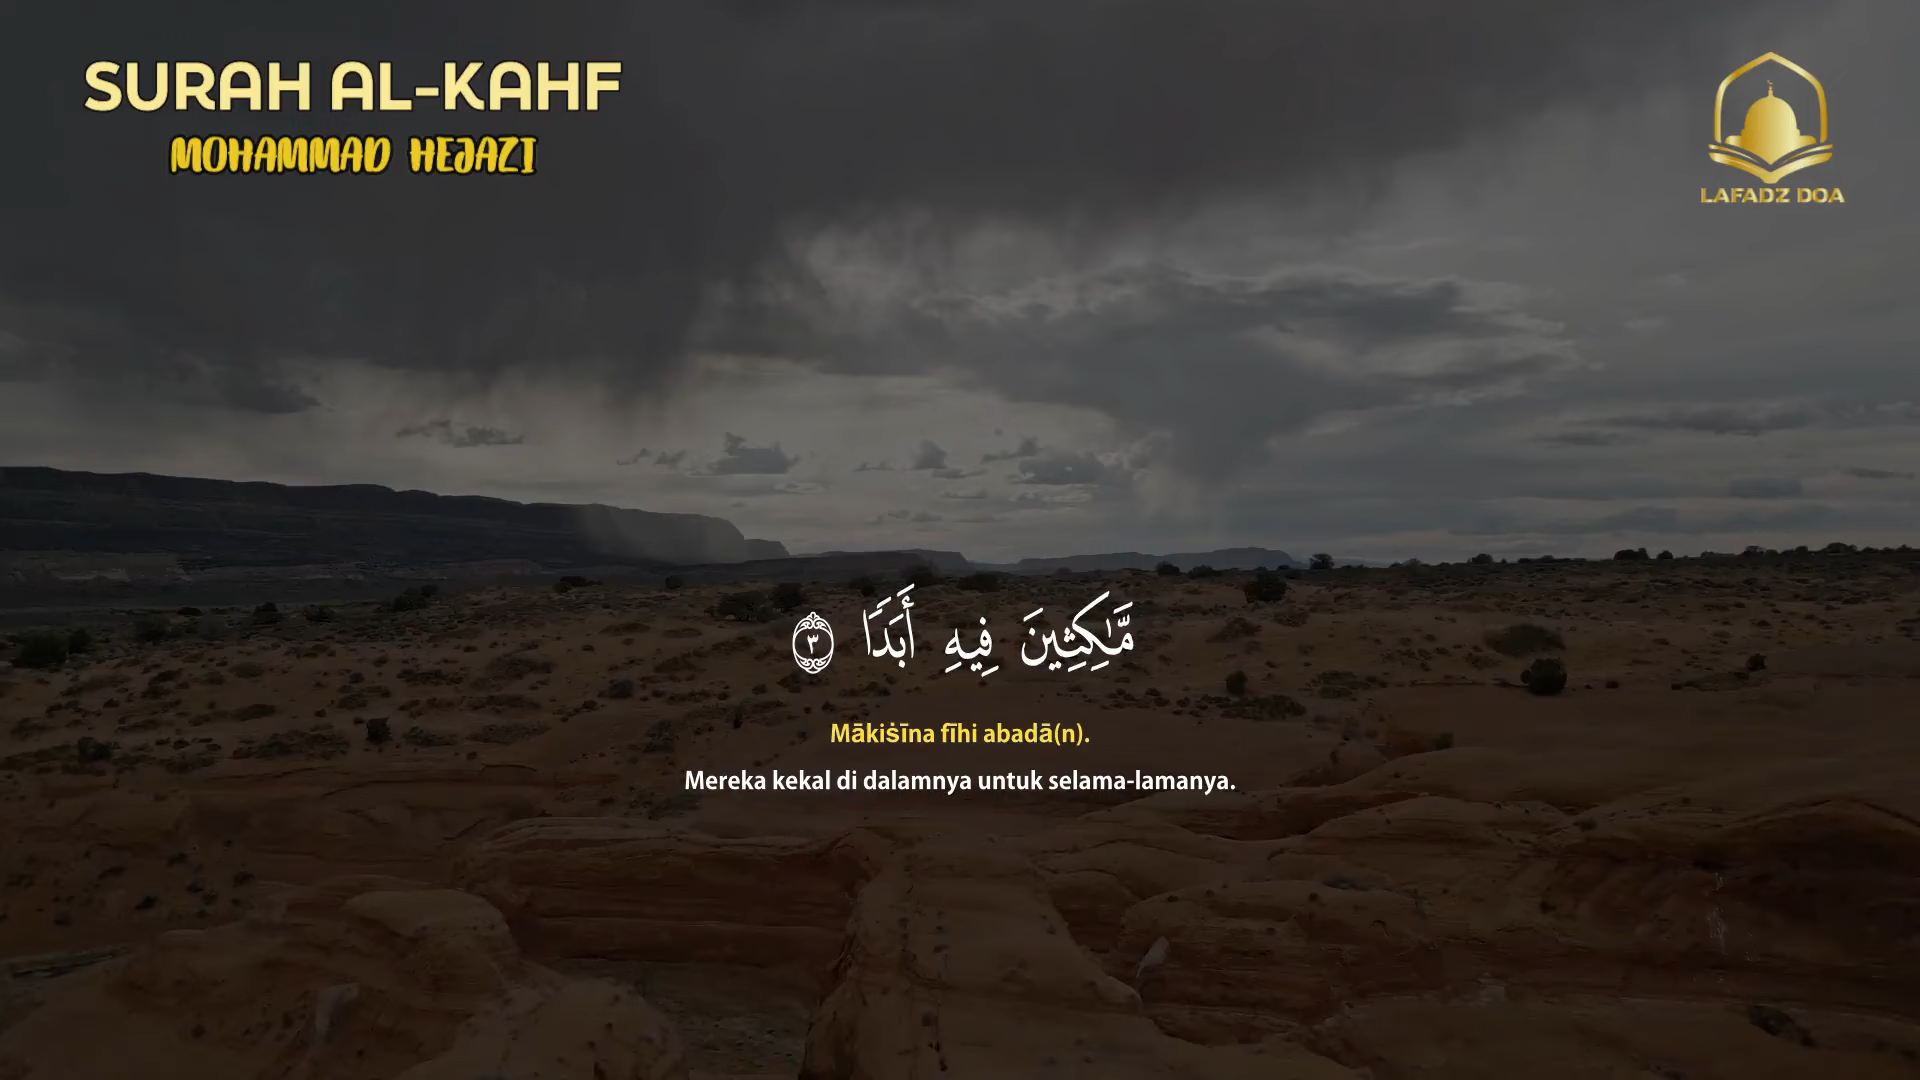 SURAH AL-KAHF
MOHAMMAD HEJAZI
LAFADZ DOA
مَّـٰكِثِينَ فِيهِ أَبَدًۭا ٣
Mākiṡīna fīhi abadā(n).
Mereka kekal di dalamnya untuk selama-lamanya.